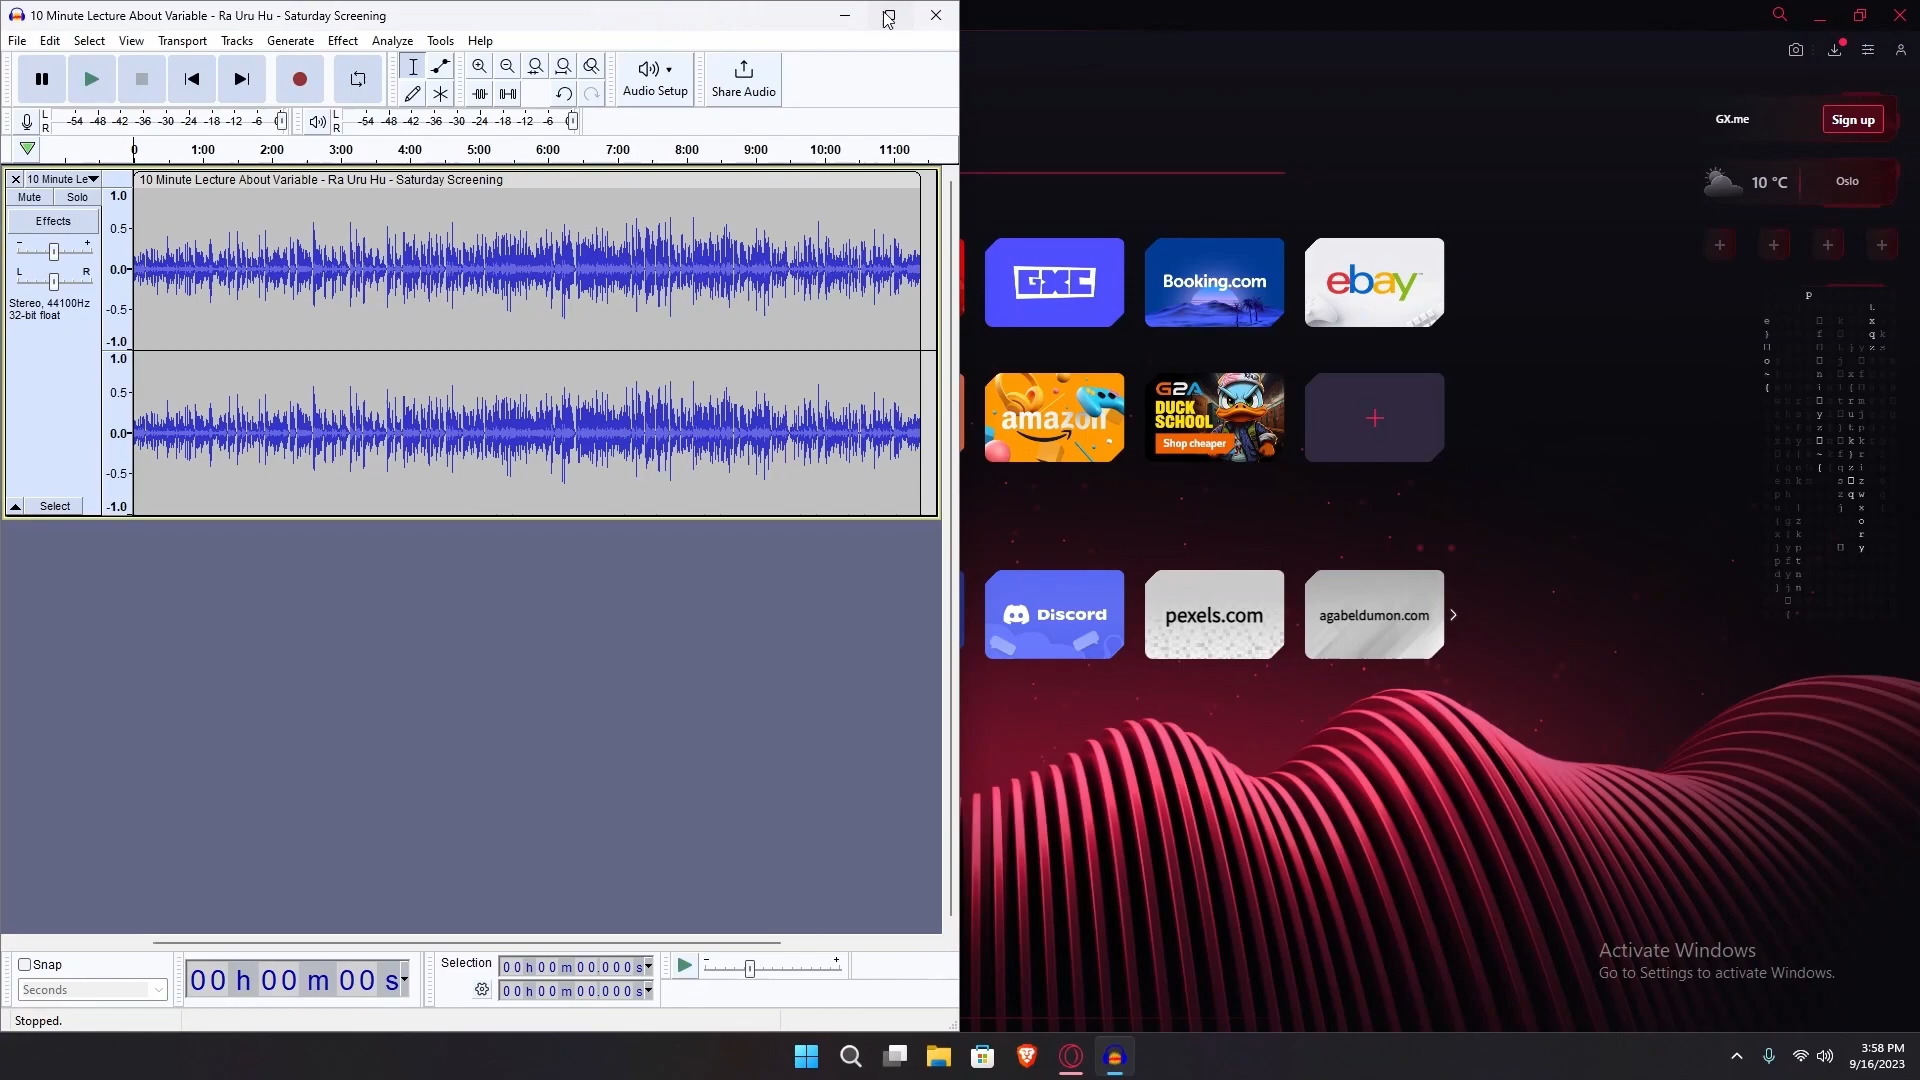 10 Minute Lecture About Variable - Ra Uru Hu - Saturday Screening
File Edit Select View Transport Tracks Generate Effect Analyze Tools Help
Audio Setup
Share Audio
L
R
-54 -48 -42 -36 -30 -24 -18 -12 -6 0
L
R
-54 -48 -42 -36 -30 -24 -18 -12 -6 0
0 1:00 2:00 3:00 4:00 5:00 6:00 7:00 8:00 9:00 10:00 11:00
10 Minute Le
10 Minute Lecture About Variable - Ra Uru Hu - Saturday Screening
Mute Solo
Effects
- +
L R
Stereo, 44100Hz
32-bit float
Select
1.0
0.5
0.0
-0.5
-1.0
1.0
0.5
0.0
-0.5
-1.0
Snap
Seconds
00 h 00 m 00 s
Selection
00 h 00 m 00.000 s
00 h 00 m 00.000 s
- +
Stopped.
GX.me
Sign up
10 °C
Oslo
GXC
Booking.com
ebay
amazon
G2A
DUCK
SCHOOL
Shop cheaper
Discord
pexels.com
agabeldumon.com
Activate Windows
Go to Settings to activate Windows.
3:58 PM
9/16/2023